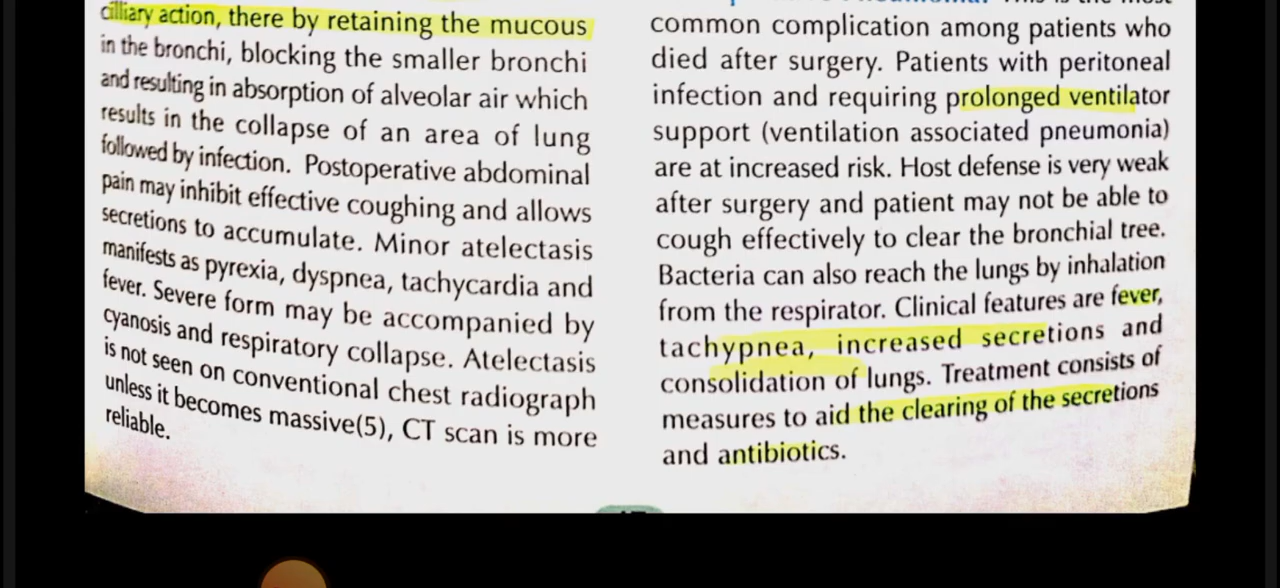 cilliary action, there by retaining the mucous
in the bronchi, blocking the smaller bronchi
and resulting in absorption of alveolar air which
results in the collapse of an area of lung
followed by infection. Postoperative abdominal
pain may inhibit effective coughing and allows
secretions to accumulate. Minor atelectasis
manifests as pyrexia, dyspnea, tachycardia and
fever. Severe form may be accompanied by
cyanosis and respiratory collapse. Atelectasis
is not seen on conventional chest radiograph
unless it becomes massive(5), CT scan is more
reliable.
common complication among patients who
died after surgery. Patients with peritoneal
infection and requiring prolonged ventilator
support (ventilation associated pneumonia)
are at increased risk. Host defense is very weak
after surgery and patient may not be able to
cough effectively to clear the bronchial tree.
Bacteria can also reach the lungs by inhalation
from the respirator. Clinical features are fever,
tachypnea, increased secretions and
consolidation of lungs. Treatment consists of
measures to aid the clearing of the secretions
and antibiotics.